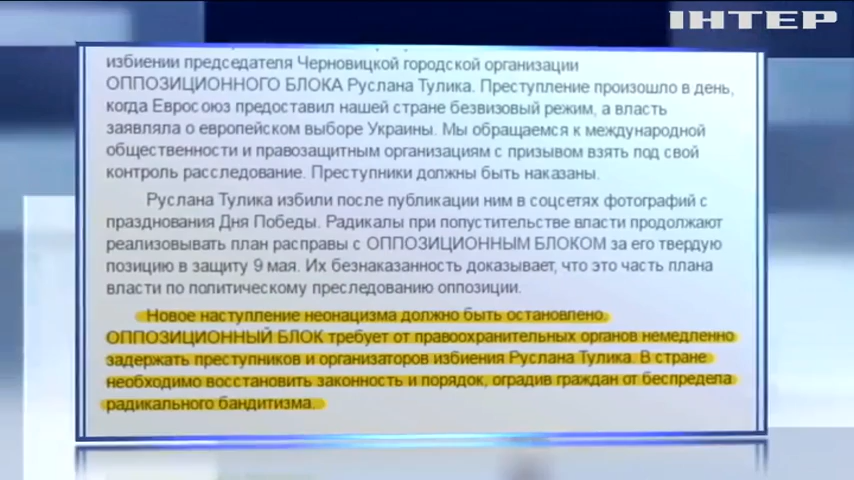 ІНТЕР
избиении председателя Черновицкой городской организации
ОППОЗИЦИОННОГО БЛОКА Руслана Тулика. Преступление произошло в день,
когда Евросоюз предоставил нашей стране безвизовый режим, а власть
заявляла о европейском выборе Украины. Мы обращаемся к международной
общественности и правозащитным организациям с призывом взять под свой
контроль расследование. Преступники должны быть наказаны.
Руслана Тулика избили после публикации ним в соцсетях фотографий с
празднования Дня Победы. Радикалы при попустительстве власти продолжают
реализовывать план расправы с ОППОЗИЦИОННЫМ БЛОКОМ за его твердую
позицию в защиту 9 мая. Их безнаказанность доказывает, что это часть плана
власти по политическому преследованию оппозиции.
Новое наступление неонацизма должно быть остановлено.
ОППОЗИЦИОННЫЙ БЛОК требует от правоохранительных органов немедленно
задержать преступников и организаторов избиения Руслана Тулика. В стране
необходимо восстановить законность и порядок, оградив граждан от беспредела
радикального бандитизма.